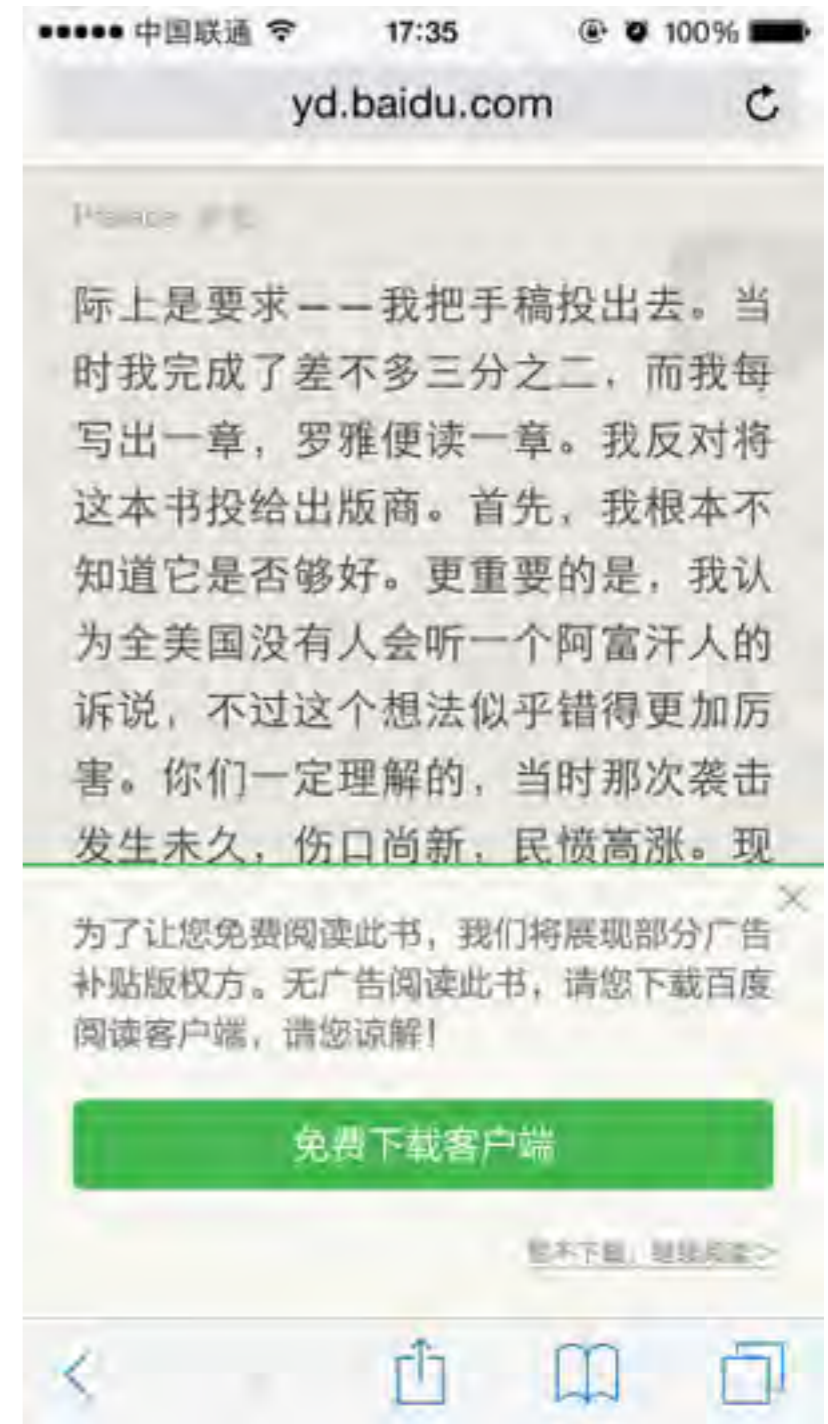 中国联通 17:35 100%
yd.baidu.com
际上是要求——我把手稿投出去。当
时我完成了差不多三分之二，而我每
写出一章，罗雅便读一章。我反对将
这本书投给出版商。首先，我根本不
知道它是否够好。更重要的是，我认
为全美国没有人会听一个阿富汗人的
诉说，不过这个想法似乎错得更加厉
害。你们一定理解的，当时那次袭击
发生未久，伤口尚新，民愤高涨。现
为了让您免费阅读此书，我们将展现部分广告
补贴版权方。无广告阅读此书，请您下载百度
阅读客户端，请您谅解！
免费下载客户端
暂不下载，继续阅读>